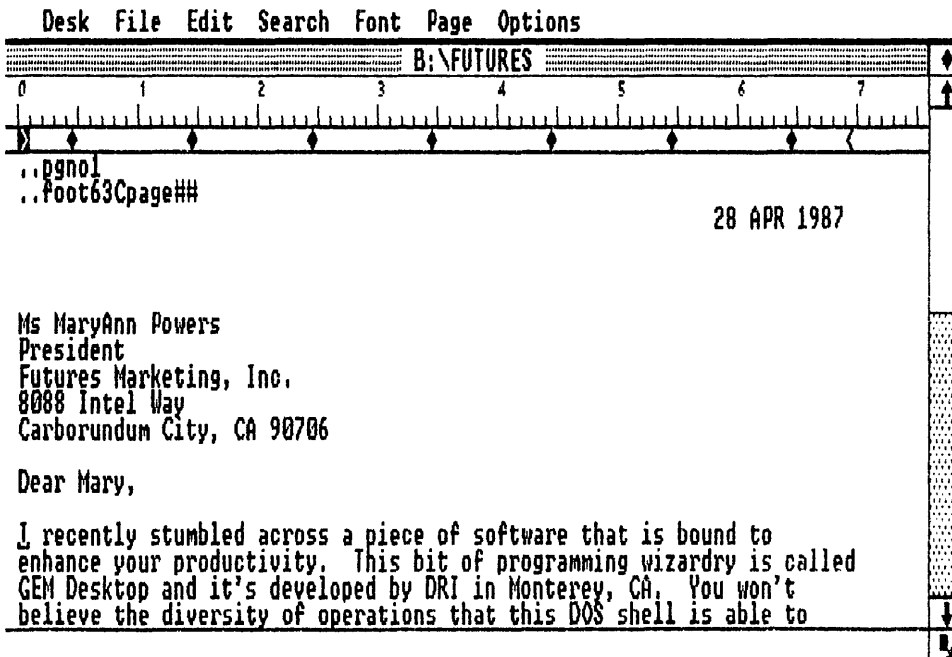 Desk File Edit Search Font Page Options
B:\FUTURES
0 1 2 3 4 5 6 7
..pgno1
..foot63Cpage##
28 APR 1987
Ms MaryAnn Powers
President
Futures Marketing, Inc.
8088 Intel Way
Carborundum City, CA 90706
Dear Mary,
I recently stumbled across a piece of software that is bound to
enhance your productivity. This bit of programming wizardry is called
GEM Desktop and it's developed by DRI in Monterey, CA. You won't
believe the diversity of operations that this DOS shell is able to